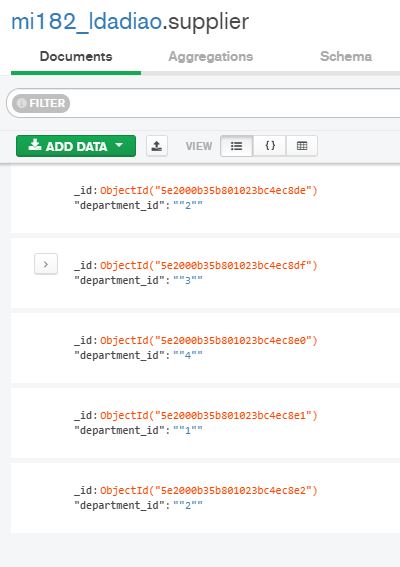 mi182_ldadiao.supplier
Documents Aggregations Schema
FILTER
ADD DATA VIEW { }
_id: ObjectId("5e2000b35b801023bc4ec8de")
"department_id": ""2""
_id: ObjectId("5e2000b35b801023bc4ec8df")
"department_id": ""3""
_id: ObjectId("5e2000b35b801023bc4ec8e0")
"department_id": ""4""
_id: ObjectId("5e2000b35b801023bc4ec8e1")
"department_id": ""1""
_id: ObjectId("5e2000b35b801023bc4ec8e2")
"department_id": ""2""